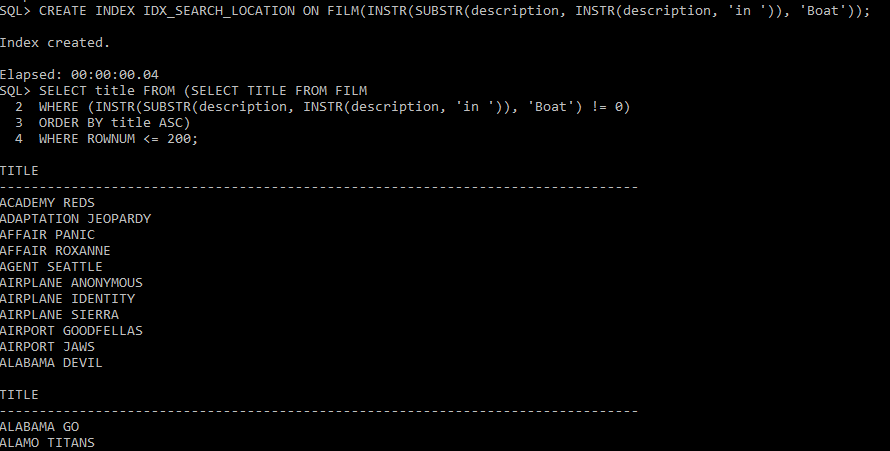 SQL> CREATE INDEX IDX_SEARCH_LOCATION ON FILM(INSTR(SUBSTR(description, INSTR(description, 'in ')), 'Boat'));
Index created.
Elapsed: 00:00:00.04
SQL> SELECT title FROM (SELECT TITLE FROM FILM
2 WHERE (INSTR(SUBSTR(description, INSTR(description, 'in ')), 'Boat') != 0)
3 ORDER BY title ASC)
4 WHERE ROWNUM <= 200;
TITLE
--------------------------------------------------------------------------------
ACADEMY REDS
ADAPTATION JEOPARDY
AFFAIR PANIC
AFFAIR ROXANNE
AGENT SEATTLE
AIRPLANE ANONYMOUS
AIRPLANE IDENTITY
AIRPLANE SIERRA
AIRPORT GOODFELLAS
AIRPORT JAWS
ALABAMA DEVIL
TITLE
--------------------------------------------------------------------------------
ALABAMA GO
ALAMO TITANS